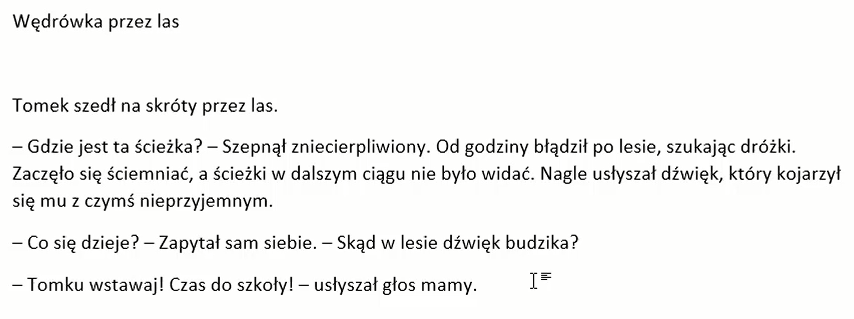 Wędrówka przez las
Tomek szedł na skróty przez las.
– Gdzie jest ta ścieżka? – Szepnął zniecierpliwiony. Od godziny błądził po lesie, szukając dróżki.
Zaczęło się ściemniać, a ścieżki w dalszym ciągu nie było widać. Nagle usłyszał dźwięk, który kojarzył
się mu z czymś nieprzyjemnym.
– Co się dzieje? – Zapytał sam siebie. – Skąd w lesie dźwięk budzika?
– Tomku wstawaj! Czas do szkoły! – usłyszał głos mamy.